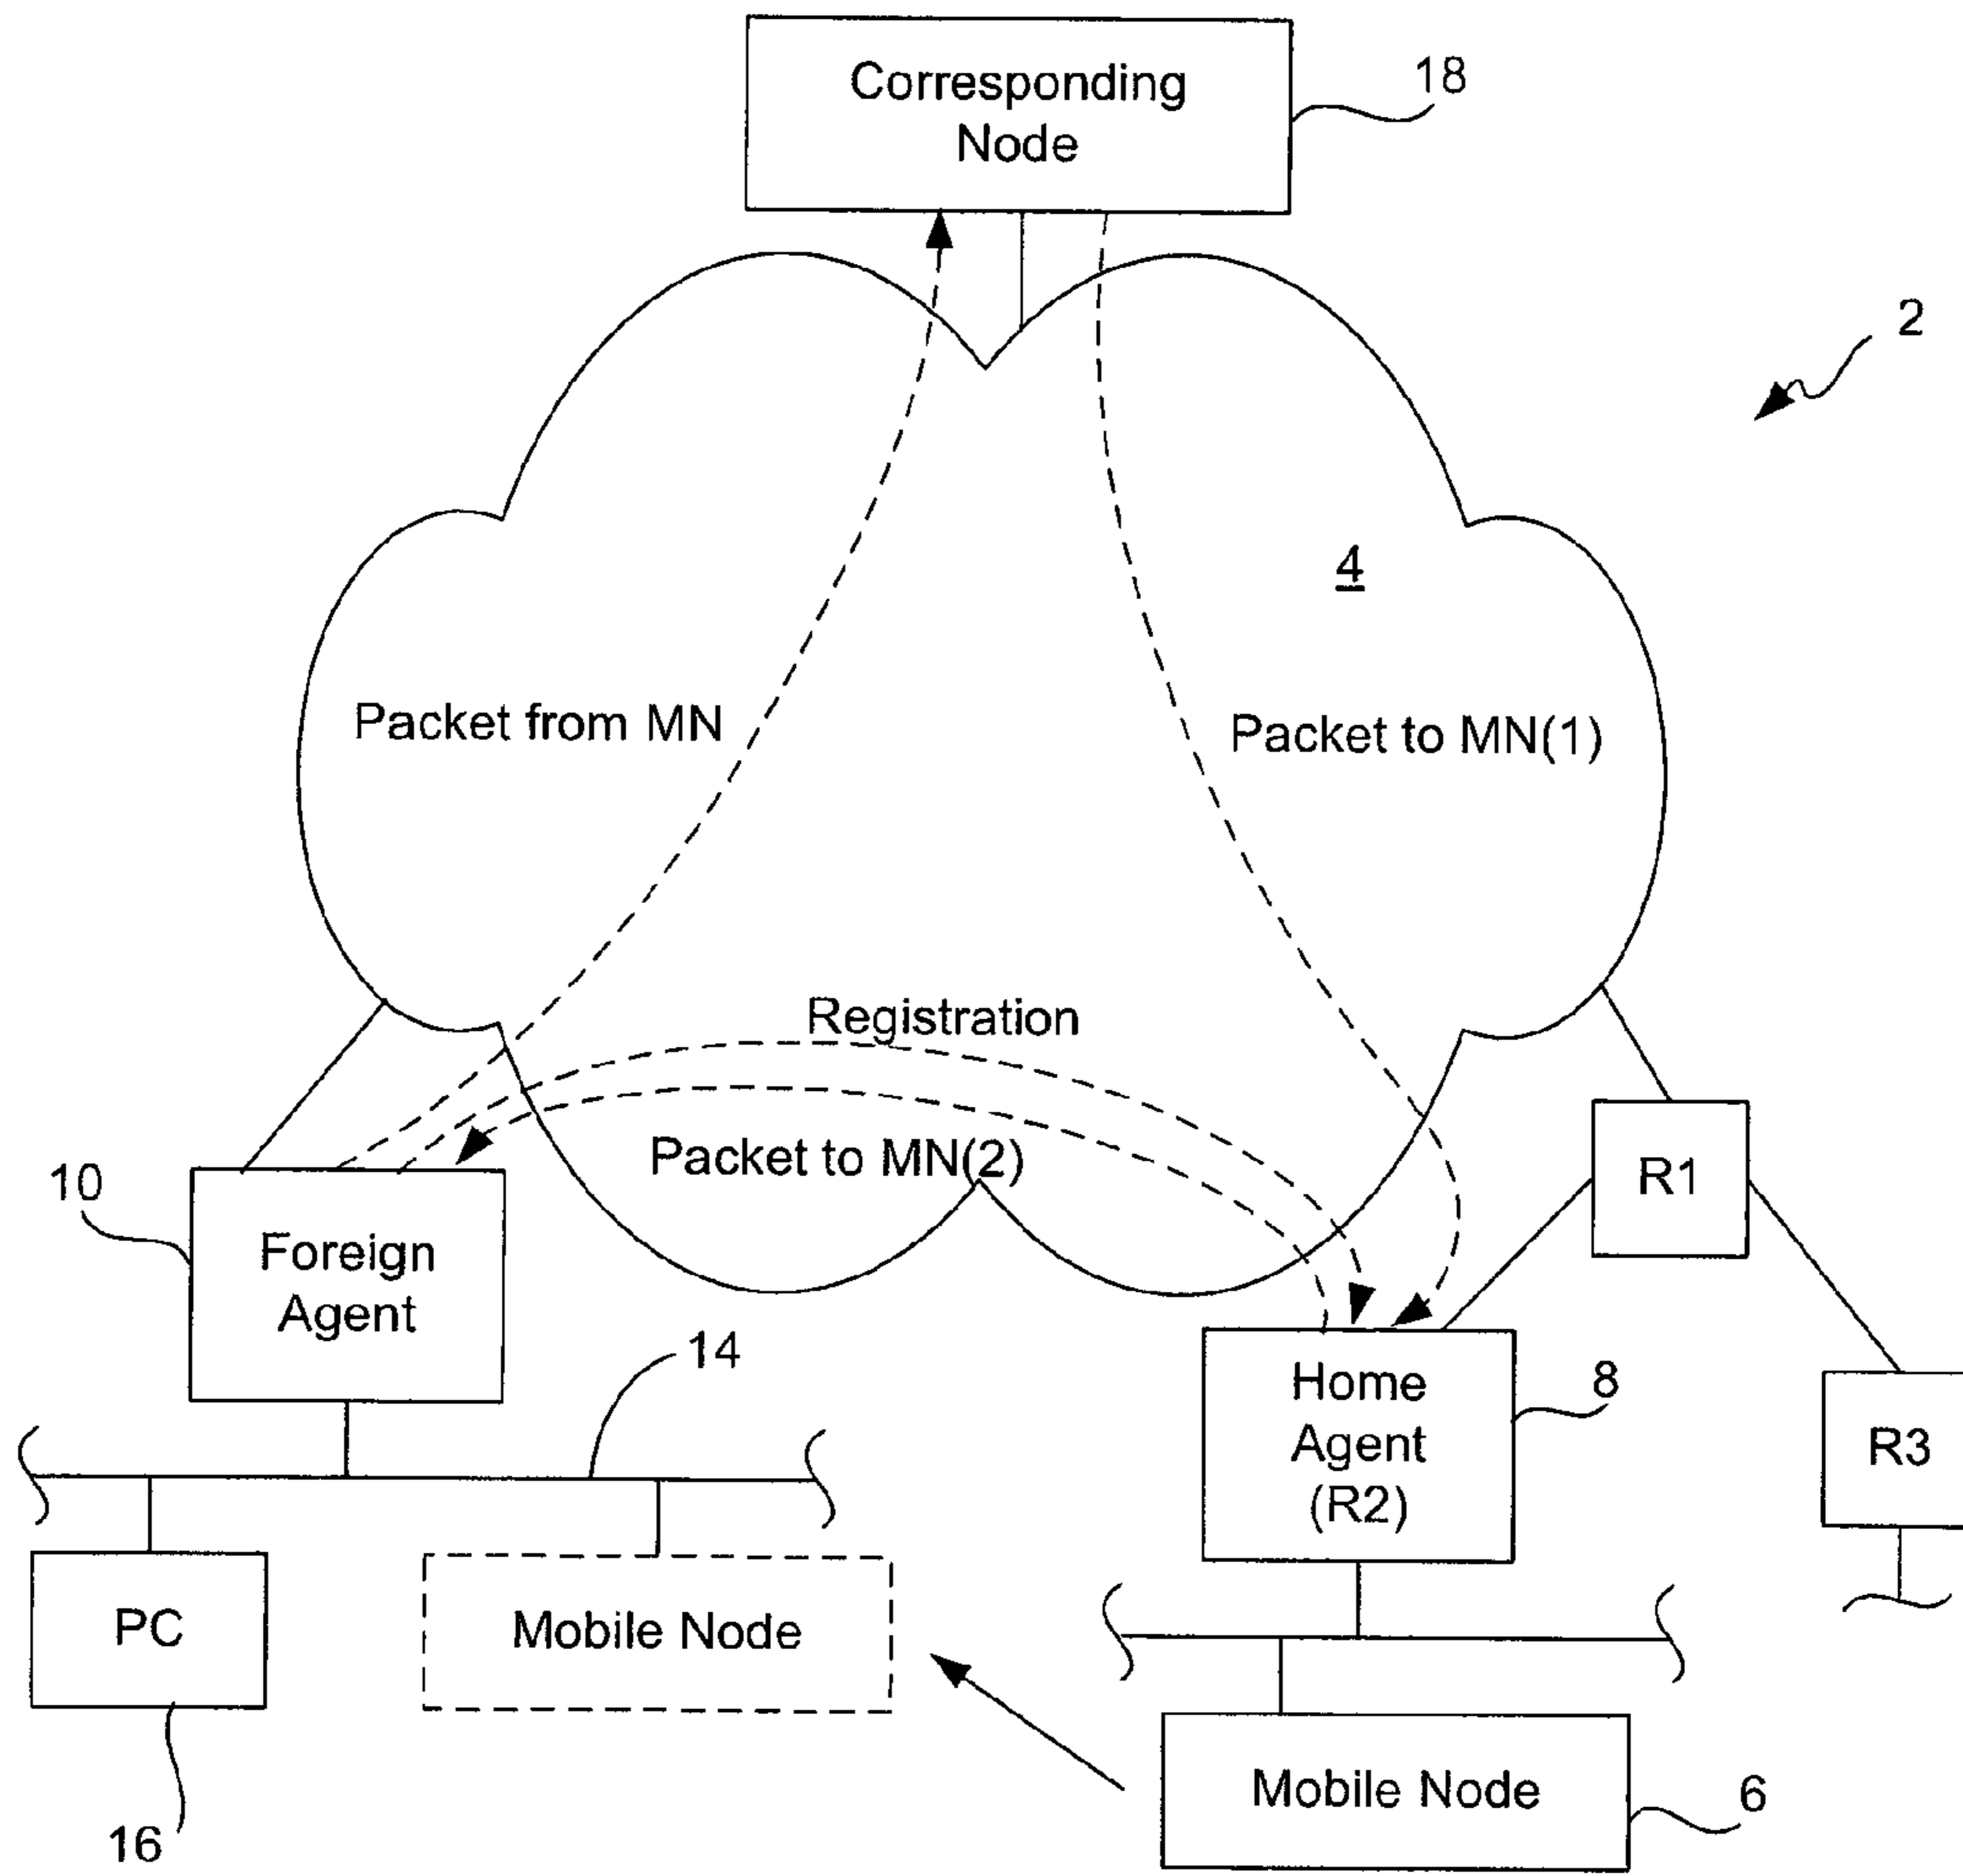 Corresponding
Node
18
2
4
Packet from MN
Packet to MN(1)
Registration
Packet to MN(2)
R1
10
Foreign
Agent
14
Home
Agent
(R2)
8
R3
PC
Mobile Node
Mobile Node
6
16